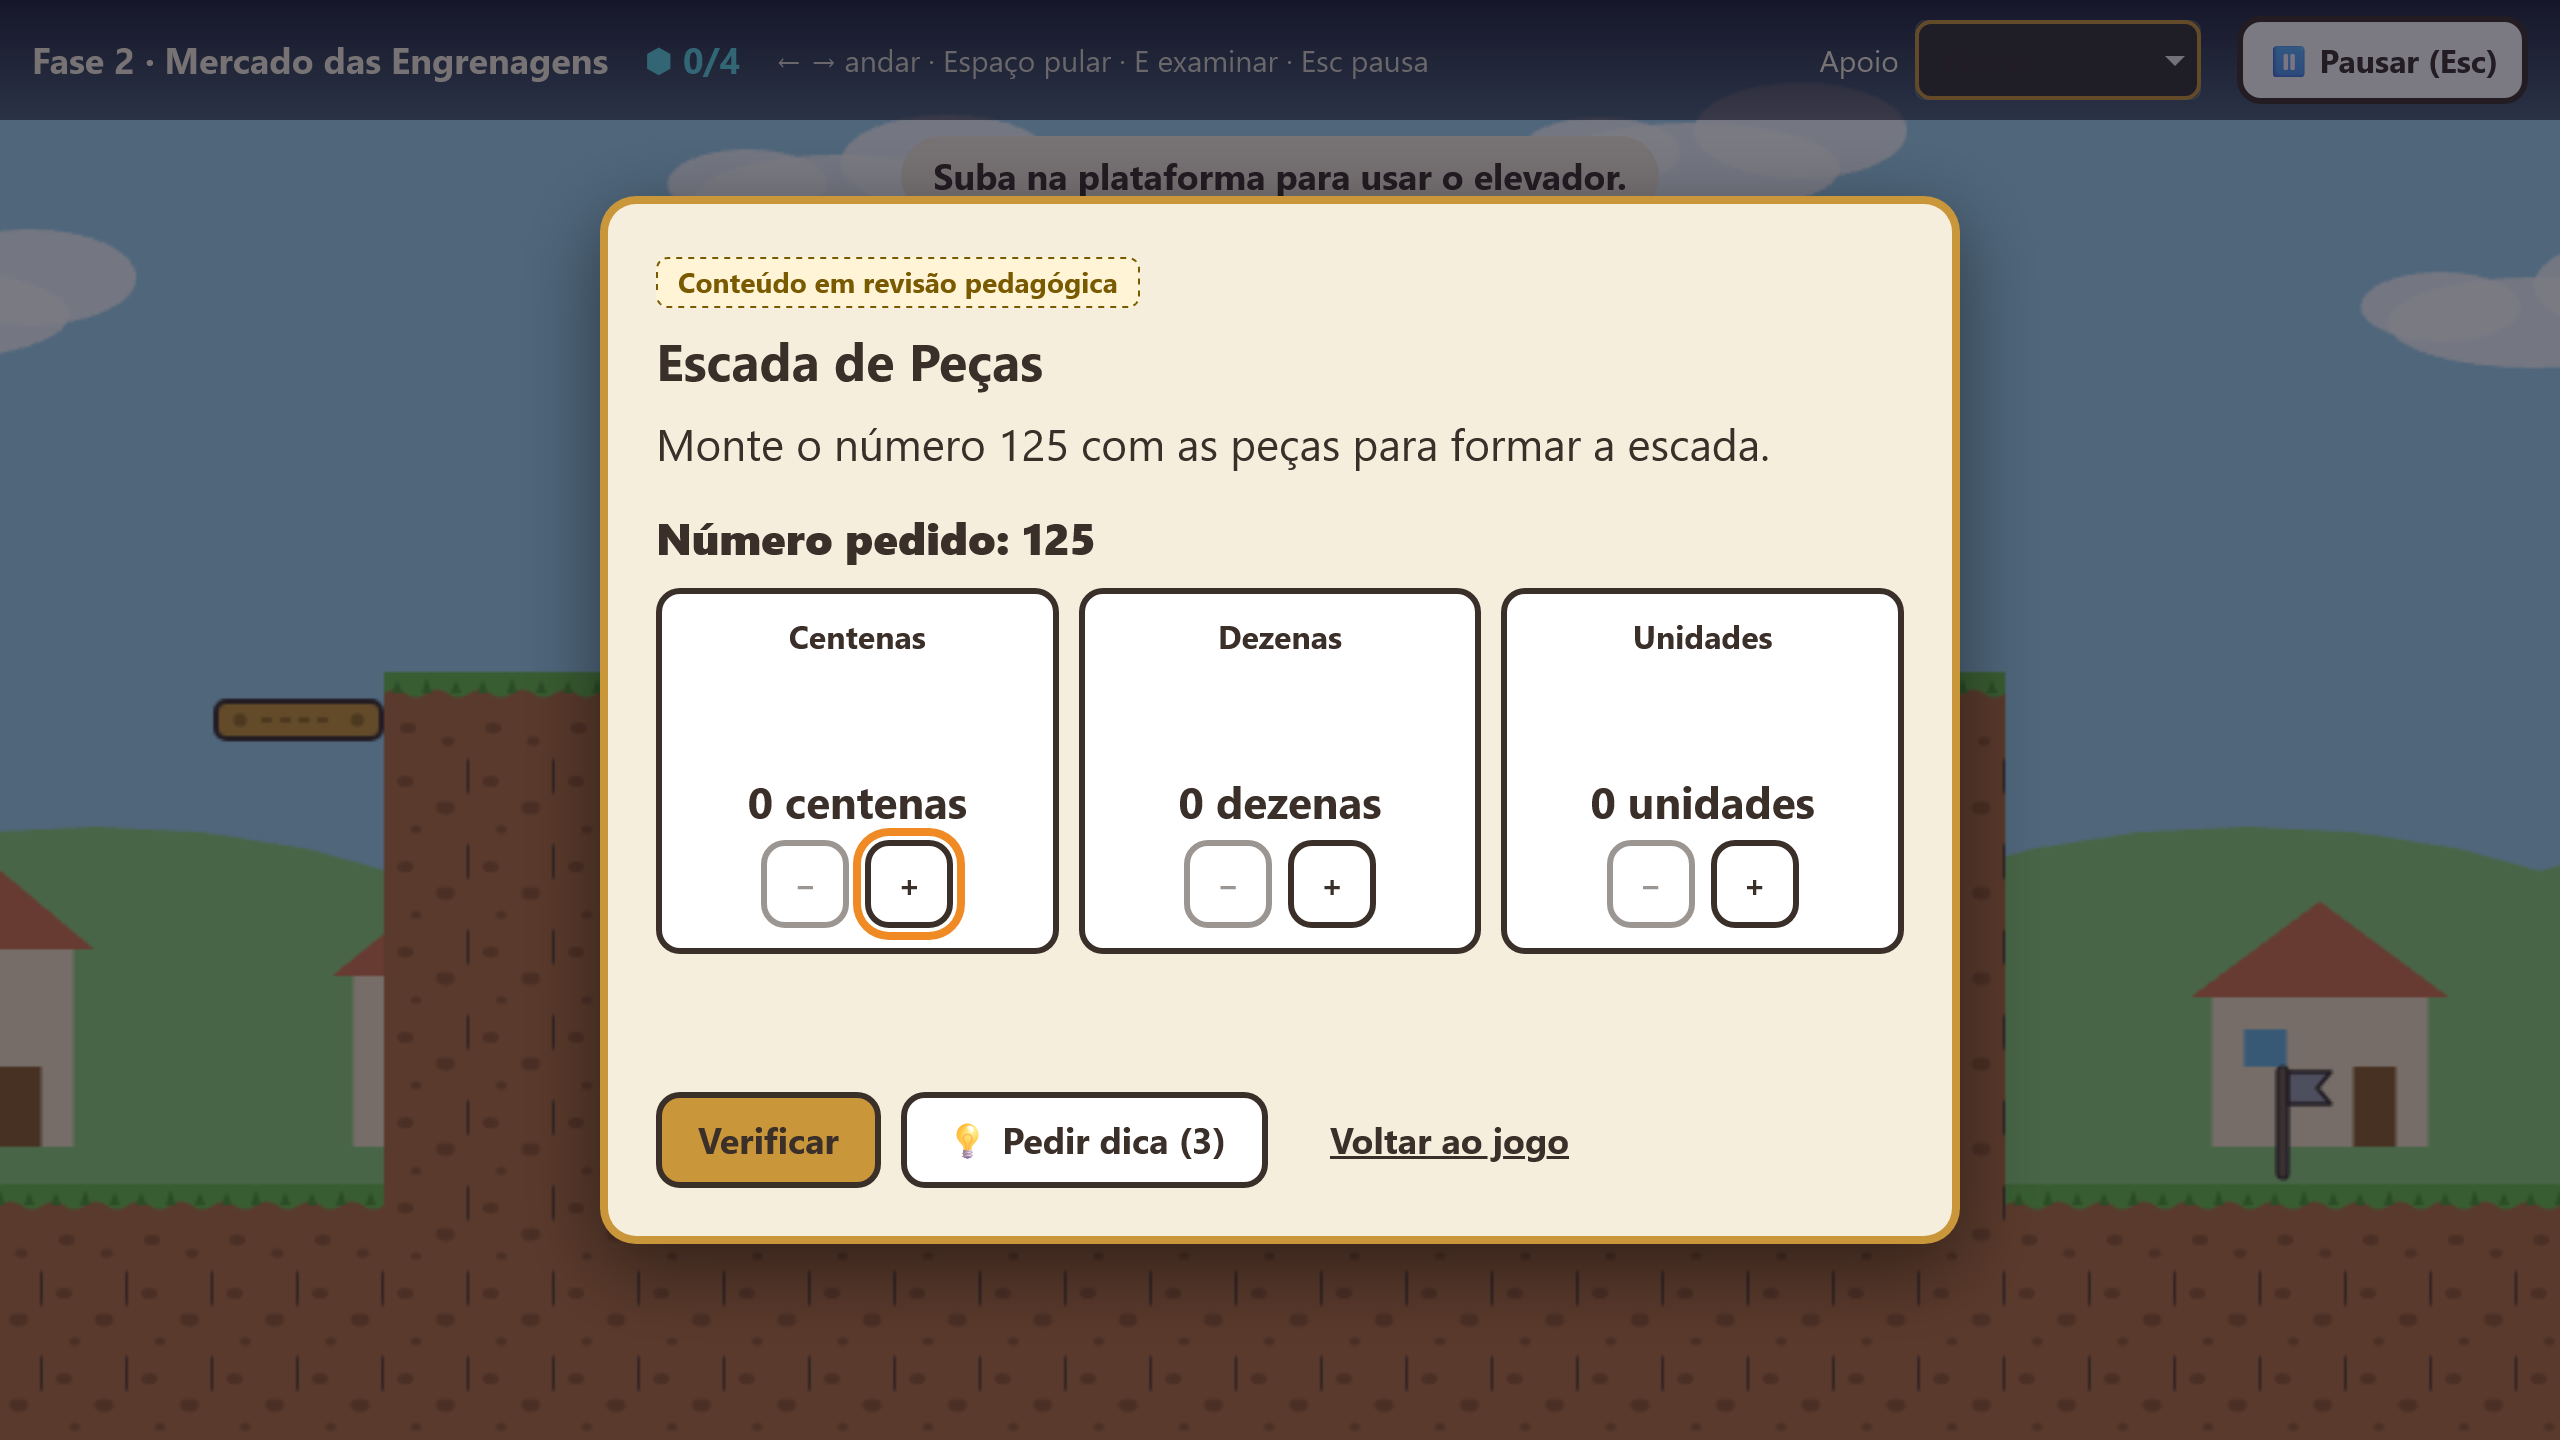 Fase 2 · Mercado das Engrenagens
0/4
← → andar · Espaço pular · E examinar · Esc pausa
Apoio
Pausar (Esc)
Suba na plataforma para usar o elevador.
Conteúdo em revisão pedagógica
Escada de Peças
Monte o número 125 com as peças para formar a escada.
Número pedido: 125
Centenas
Dezenas
Unidades
0 centenas
0 dezenas
0 unidades
− +
− +
− +
Verificar
Pedir dica (3)
Voltar ao jogo